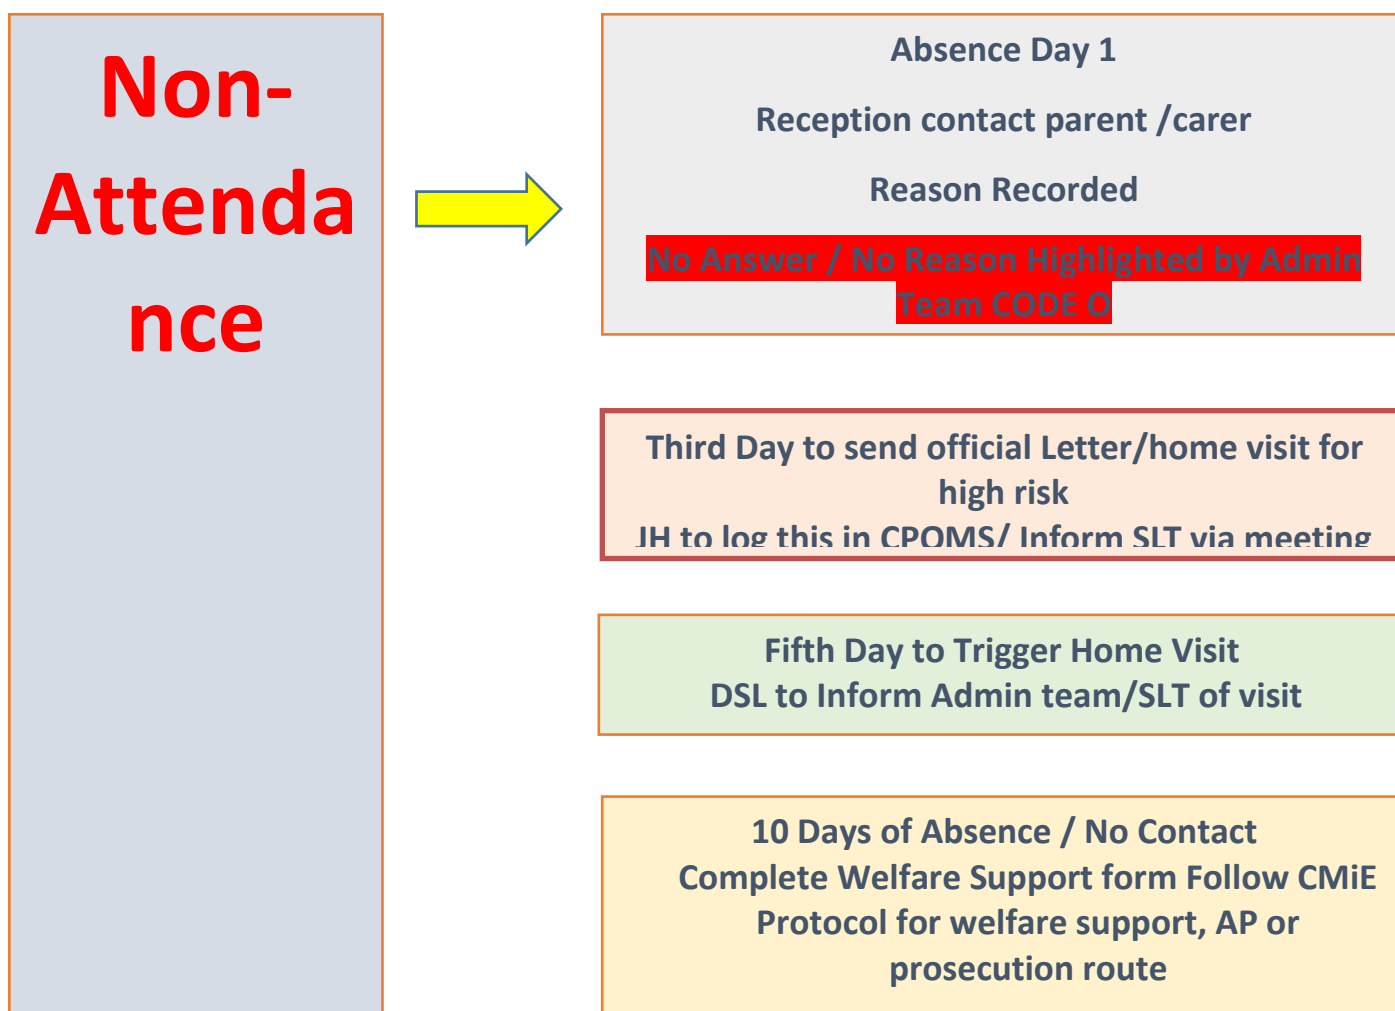 Non-
Attenda
nce
Absence Day 1
Reception contact parent /carer
Reason Recorded
No Answer / No Reason Highlighted by Admin
Team CODE O
Third Day to send official Letter/home visit for
high risk
JH to log this in CPOMS/ Inform SLT via meeting
Fifth Day to Trigger Home Visit
DSL to Inform Admin team/SLT of visit
10 Days of Absence / No Contact
Complete Welfare Support form Follow CMiE
Protocol for welfare support, AP or
prosecution route